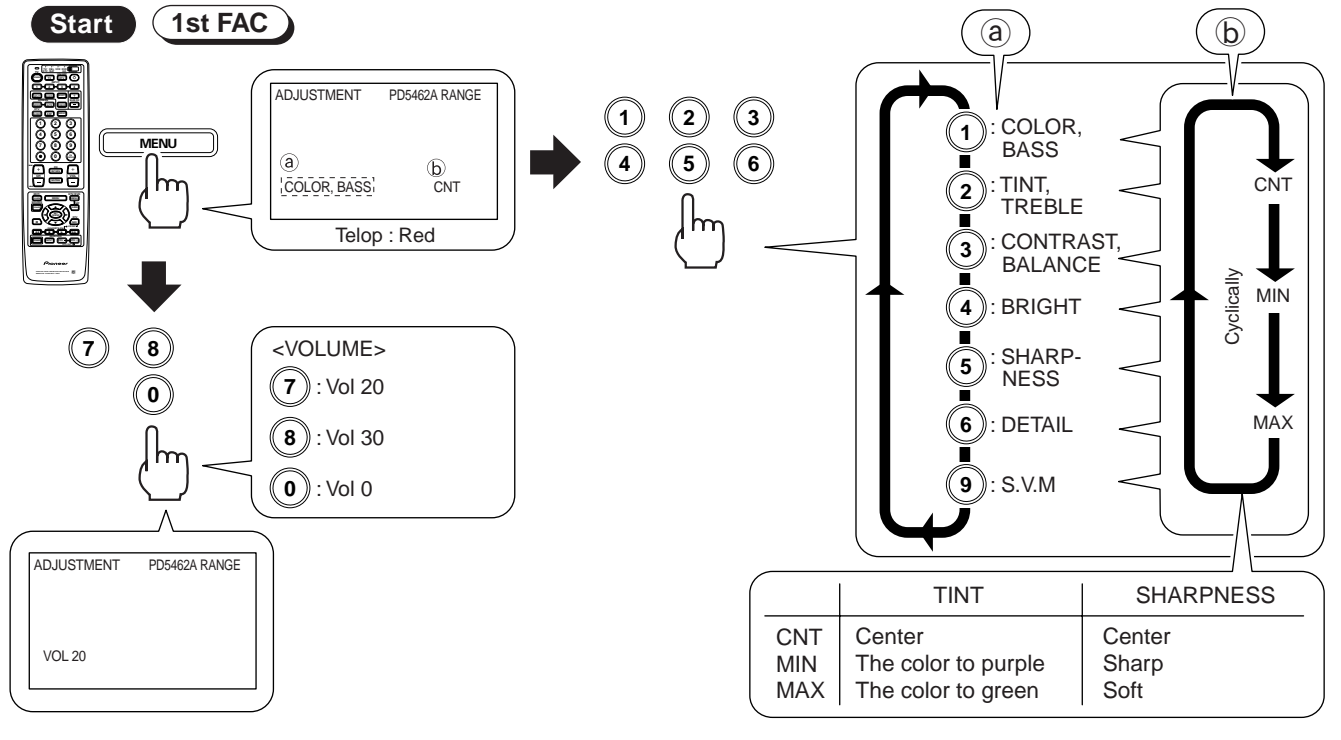 Start
1st FAC
MENU
Pioneer
ADJUSTMENT PD5462A RANGE
ⓐ
ⓑ
COLOR, BASS CNT
Telop : Red
1 2 3
4 5 6
7 8
0
<VOLUME>
7 : Vol 20
8 : Vol 30
0 : Vol 0
ADJUSTMENT PD5462A RANGE
VOL 20
ⓐ
1 : COLOR,
BASS
2 : TINT,
TREBLE
3 : CONTRAST,
BALANCE
4 : BRIGHT
5 : SHARP-
NESS
6 : DETAIL
9 : S.V.M
ⓑ
CNT
MIN
MAX
Cyclically
TINT SHARPNESS
CNT Center Center
MIN The color to purple Sharp
MAX The color to green Soft